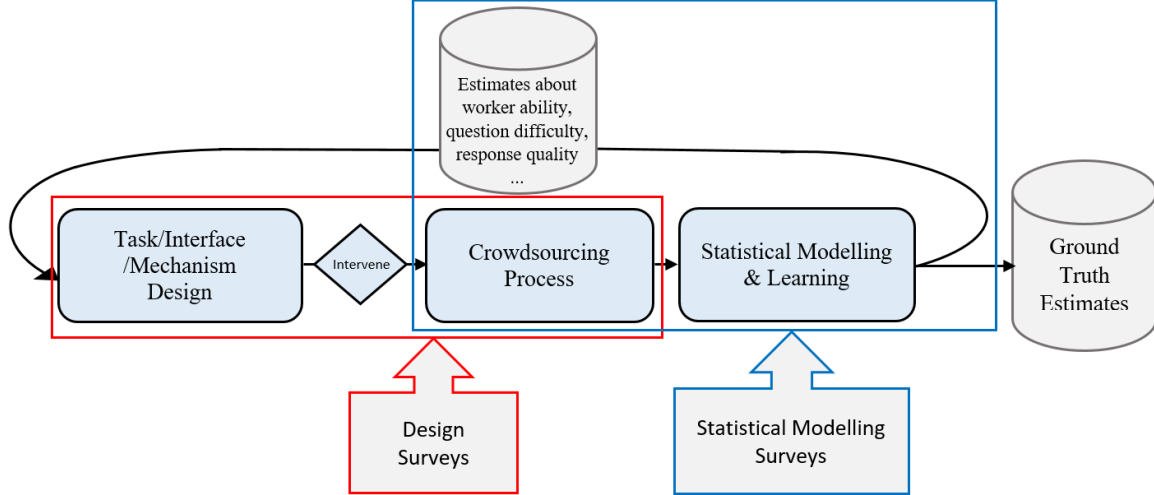 Estimates about
worker ability,
question difficulty,
response quality
...
Task/Interface
/Mechanism
Design
Intervene
Crowdsourcing
Process
Statistical Modelling
& Learning
Ground
Truth
Estimates
Design
Surveys
Statistical Modelling
Surveys